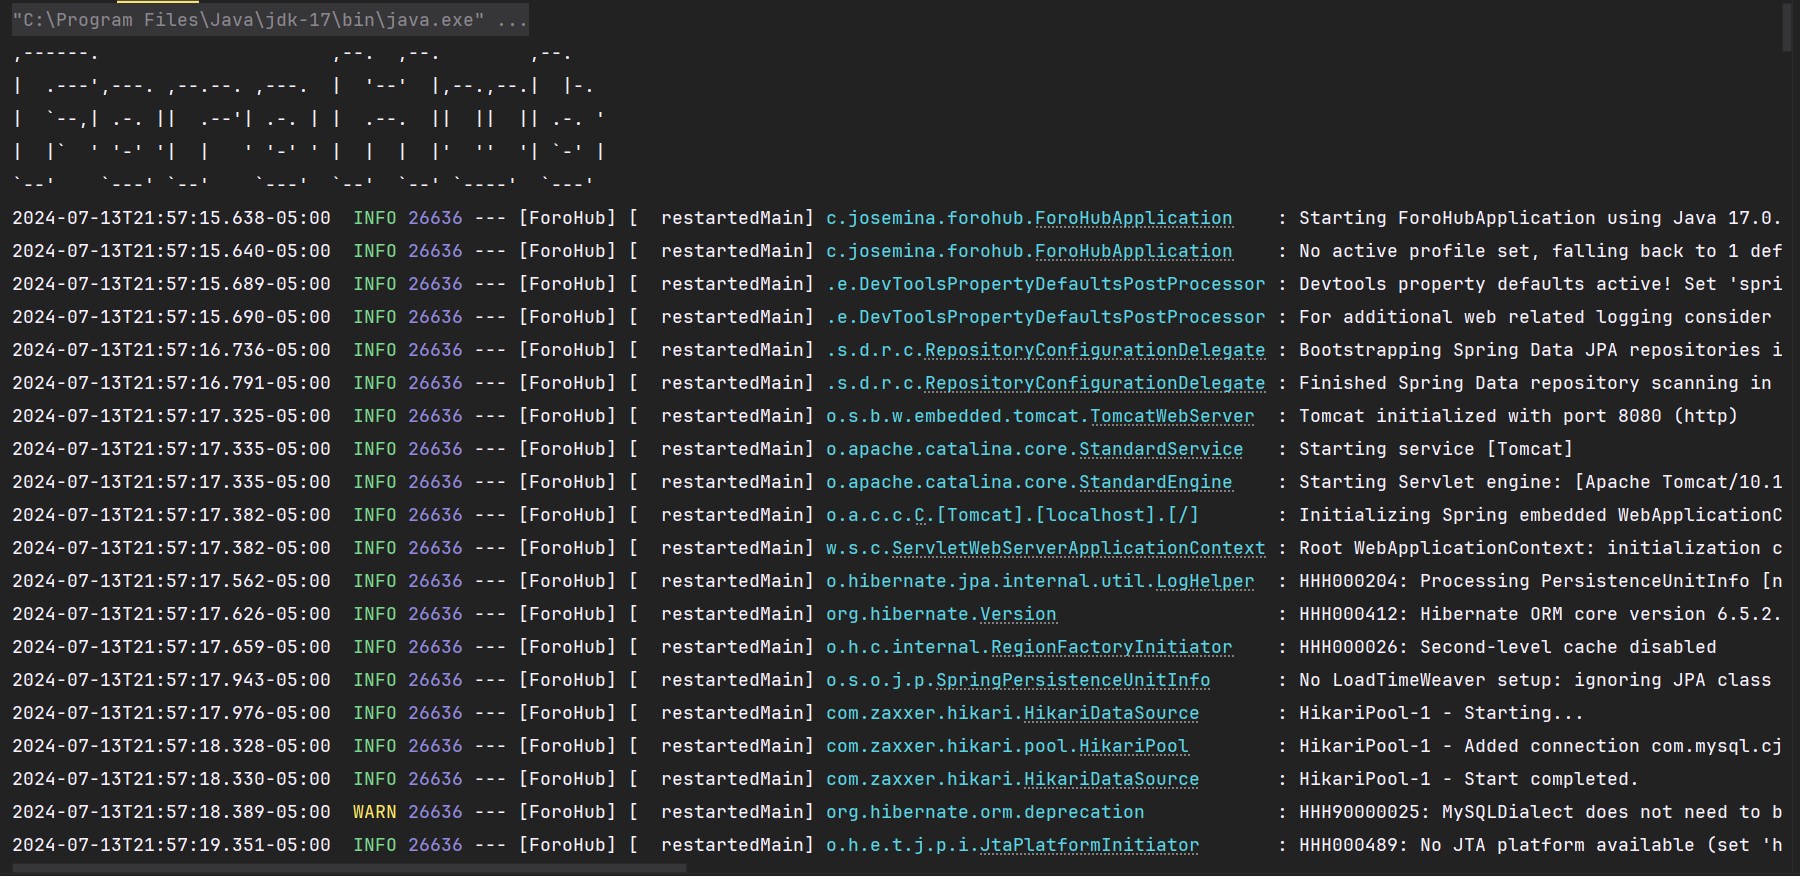 "C:\Program Files\Java\jdk-17\bin\java.exe" ...
,------.                     ,--.  ,--.        ,--.
|  .---',---. ,--.--. ,---.  |  '--'  |,--.,--.|  |-.
|  `--,| .-. ||  .--'| .-. | |  .--.  ||  ||  || .-. '
|  |`  ' '-' '|  |   ' '-' ' |  |  |  |'  ''  '| `-' |
`--'    `---' `--'    `---'  `--'  `--' `----'  `---'
2024-07-13T21:57:15.638-05:00  INFO 26636 --- [ForoHub] [  restartedMain] c.josemina.forohub.ForoHubApplication    : Starting ForoHubApplication using Java 17.0.
2024-07-13T21:57:15.640-05:00  INFO 26636 --- [ForoHub] [  restartedMain] c.josemina.forohub.ForoHubApplication    : No active profile set, falling back to 1 def
2024-07-13T21:57:15.689-05:00  INFO 26636 --- [ForoHub] [  restartedMain] .e.DevToolsPropertyDefaultsPostProcessor : Devtools property defaults active! Set 'spri
2024-07-13T21:57:15.690-05:00  INFO 26636 --- [ForoHub] [  restartedMain] .e.DevToolsPropertyDefaultsPostProcessor : For additional web related logging consider
2024-07-13T21:57:16.736-05:00  INFO 26636 --- [ForoHub] [  restartedMain] .s.d.r.c.RepositoryConfigurationDelegate : Bootstrapping Spring Data JPA repositories i
2024-07-13T21:57:16.791-05:00  INFO 26636 --- [ForoHub] [  restartedMain] .s.d.r.c.RepositoryConfigurationDelegate : Finished Spring Data repository scanning in
2024-07-13T21:57:17.325-05:00  INFO 26636 --- [ForoHub] [  restartedMain] o.s.b.w.embedded.tomcat.TomcatWebServer  : Tomcat initialized with port 8080 (http)
2024-07-13T21:57:17.335-05:00  INFO 26636 --- [ForoHub] [  restartedMain] o.apache.catalina.core.StandardService   : Starting service [Tomcat]
2024-07-13T21:57:17.335-05:00  INFO 26636 --- [ForoHub] [  restartedMain] o.apache.catalina.core.StandardEngine    : Starting Servlet engine: [Apache Tomcat/10.1
2024-07-13T21:57:17.382-05:00  INFO 26636 --- [ForoHub] [  restartedMain] o.a.c.c.C.[Tomcat].[localhost].[/]       : Initializing Spring embedded WebApplicationC
2024-07-13T21:57:17.382-05:00  INFO 26636 --- [ForoHub] [  restartedMain] w.s.c.ServletWebServerApplicationContext : Root WebApplicationContext: initialization c
2024-07-13T21:57:17.562-05:00  INFO 26636 --- [ForoHub] [  restartedMain] o.hibernate.jpa.internal.util.LogHelper  : HHH000204: Processing PersistenceUnitInfo [n
2024-07-13T21:57:17.626-05:00  INFO 26636 --- [ForoHub] [  restartedMain] org.hibernate.Version                    : HHH000412: Hibernate ORM core version 6.5.2.
2024-07-13T21:57:17.659-05:00  INFO 26636 --- [ForoHub] [  restartedMain] o.h.c.internal.RegionFactoryInitiator    : HHH000026: Second-level cache disabled
2024-07-13T21:57:17.943-05:00  INFO 26636 --- [ForoHub] [  restartedMain] o.s.o.j.p.SpringPersistenceUnitInfo      : No LoadTimeWeaver setup: ignoring JPA class
2024-07-13T21:57:17.976-05:00  INFO 26636 --- [ForoHub] [  restartedMain] com.zaxxer.hikari.HikariDataSource       : HikariPool-1 - Starting...
2024-07-13T21:57:18.328-05:00  INFO 26636 --- [ForoHub] [  restartedMain] com.zaxxer.hikari.pool.HikariPool        : HikariPool-1 - Added connection com.mysql.cj
2024-07-13T21:57:18.330-05:00  INFO 26636 --- [ForoHub] [  restartedMain] com.zaxxer.hikari.HikariDataSource       : HikariPool-1 - Start completed.
2024-07-13T21:57:18.389-05:00  WARN 26636 --- [ForoHub] [  restartedMain] org.hibernate.orm.deprecation            : HHH90000025: MySQLDialect does not need to b
2024-07-13T21:57:19.351-05:00  INFO 26636 --- [ForoHub] [  restartedMain] o.h.e.t.j.p.i.JtaPlatformInitiator       : HHH000489: No JTA platform available (set 'h